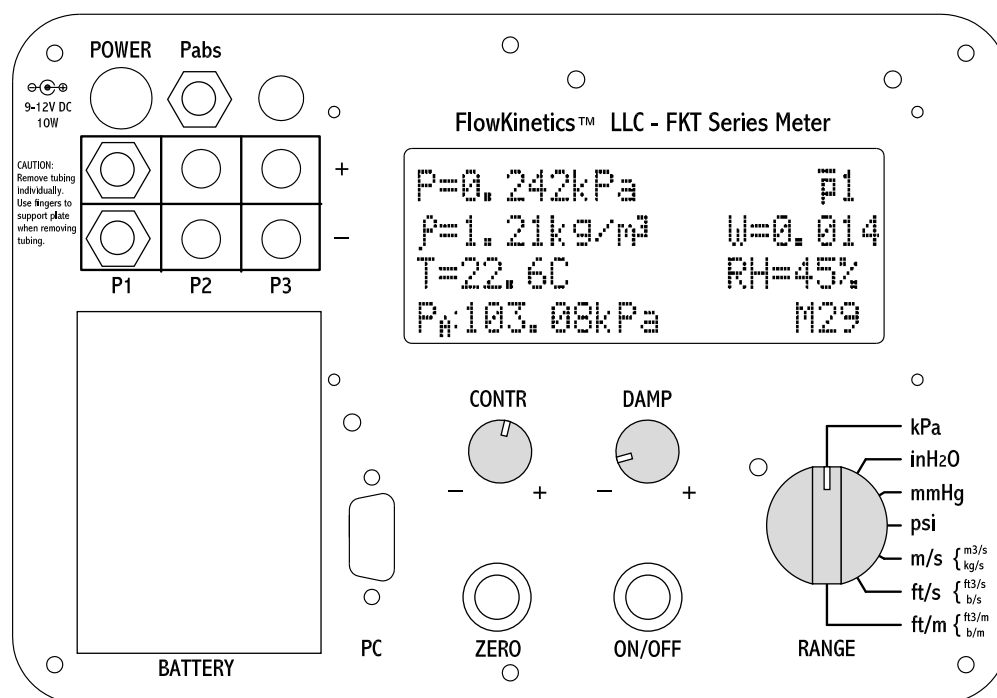 POWER Pabs
9-12V DC
10W
FlowKinetics™ LLC - FKT Series Meter
CAUTION:
Remove tubing
individually.
Use fingers to
support plate
when removing
tubing.
+
−
P1 P2 P3
P=0.242kPa p̅1
ρ=1.21kg/m³ W=0.014
T=22.6C RH=45%
PA:103.08kPa M29
CONTR DAMP
− + − +
kPa
inH2O
mmHg
psi
m/s { m3/s
kg/s
ft/s { ft3/s
b/s
ft/m { ft3/m
b/m
BATTERY PC ZERO ON/OFF RANGE